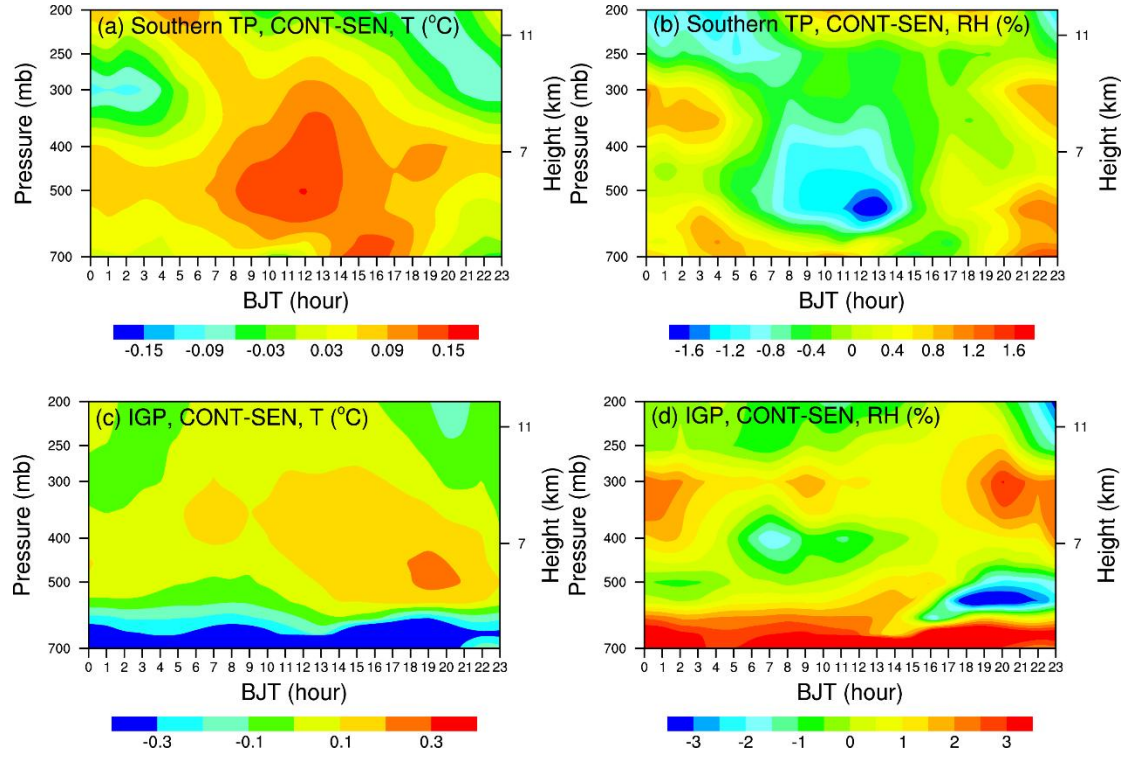 (a) Southern TP, CONT-SEN, T (°C)
200
250
300
400
500
700
Pressure (mb)
11
7
Height (km)
0 1 2 3 4 5 6 7 8 9 10 11 12 13 14 15 16 17 18 19 20 21 22 23
BJT (hour)
-0.15 -0.09 -0.03 0.03 0.09 0.15
(b) Southern TP, CONT-SEN, RH (%)
200
250
300
400
500
700
Pressure (mb)
11
7
Height (km)
0 1 2 3 4 5 6 7 8 9 10 11 12 13 14 15 16 17 18 19 20 21 22 23
BJT (hour)
-1.6 -1.2 -0.8 -0.4 0 0.4 0.8 1.2 1.6
(c) IGP, CONT-SEN, T (°C)
200
250
300
400
500
700
Pressure (mb)
11
7
Height (km)
0 1 2 3 4 5 6 7 8 9 10 11 12 13 14 15 16 17 18 19 20 21 22 23
BJT (hour)
-0.3 -0.1 0.1 0.3
(d) IGP, CONT-SEN, RH (%)
200
250
300
400
500
700
Pressure (mb)
11
7
Height (km)
0 1 2 3 4 5 6 7 8 9 10 11 12 13 14 15 16 17 18 19 20 21 22 23
BJT (hour)
-3 -2 -1 0 1 2 3